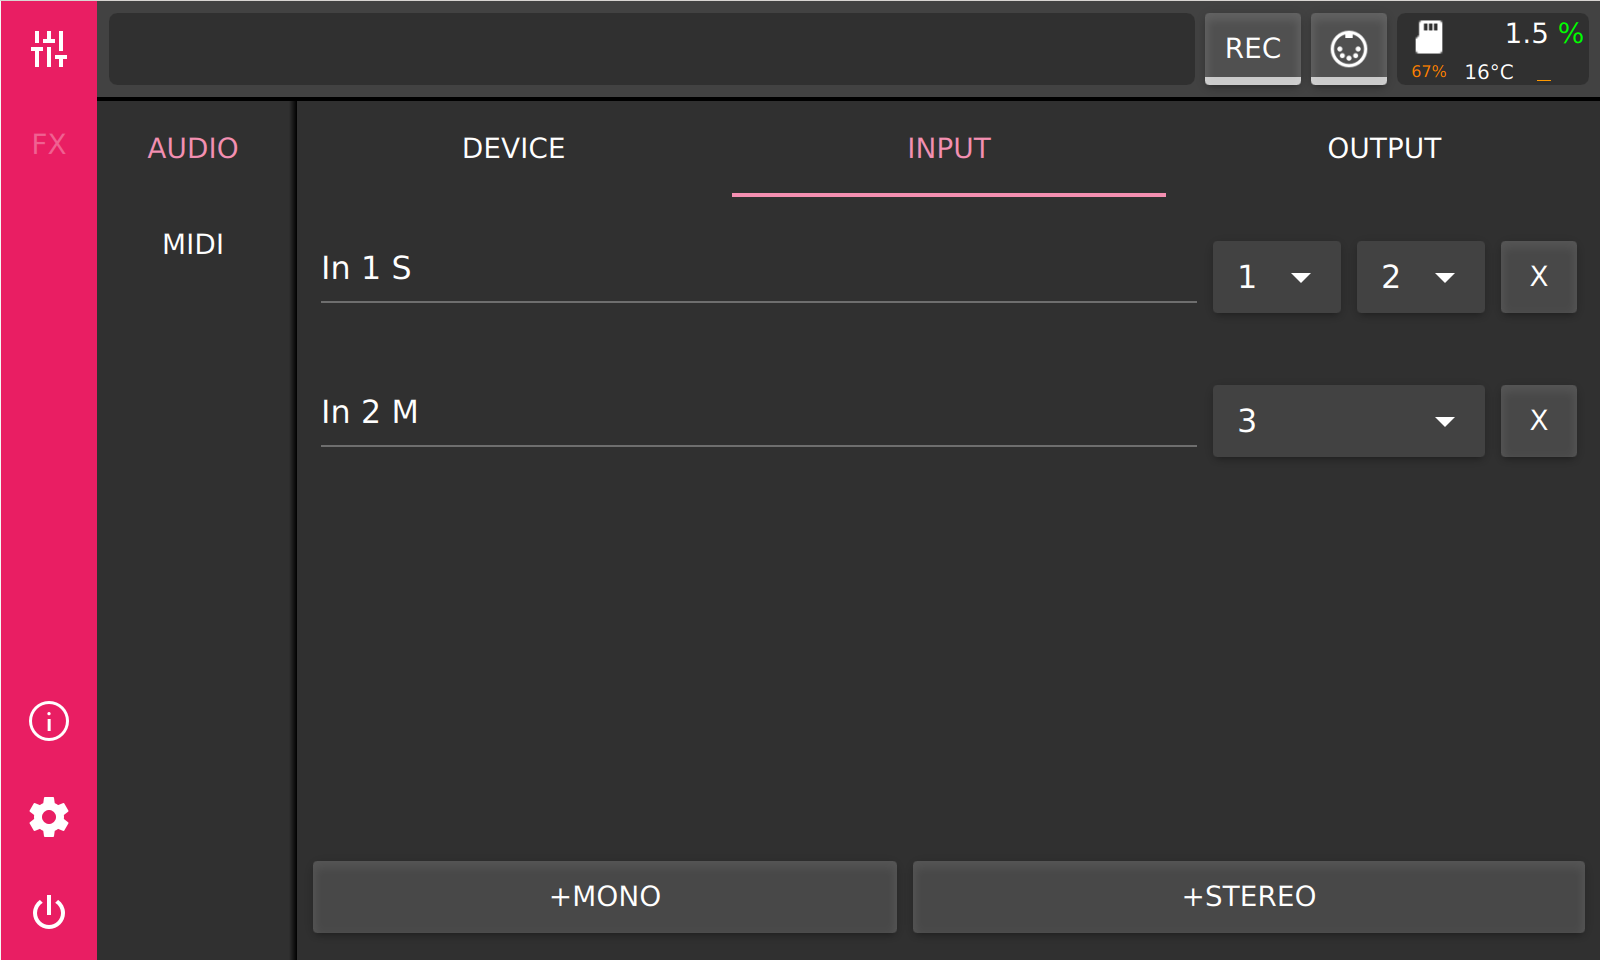 REC
1.5 %
67% 16°C
FX
AUDIO
MIDI
DEVICE INPUT OUTPUT
In 1 S 1 2 X
In 2 M 3 X
+MONO +STEREO